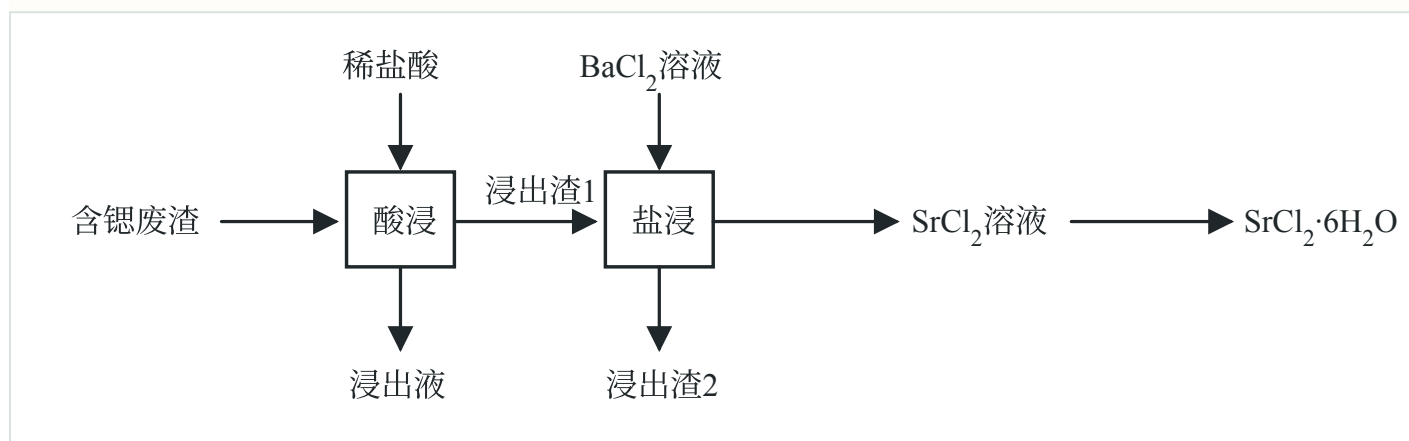 稀盐酸
BaCl₂溶液
浸出渣1
含锶废渣
酸浸
盐浸
SrCl₂溶液
SrCl₂·6H₂O
浸出液
浸出渣2